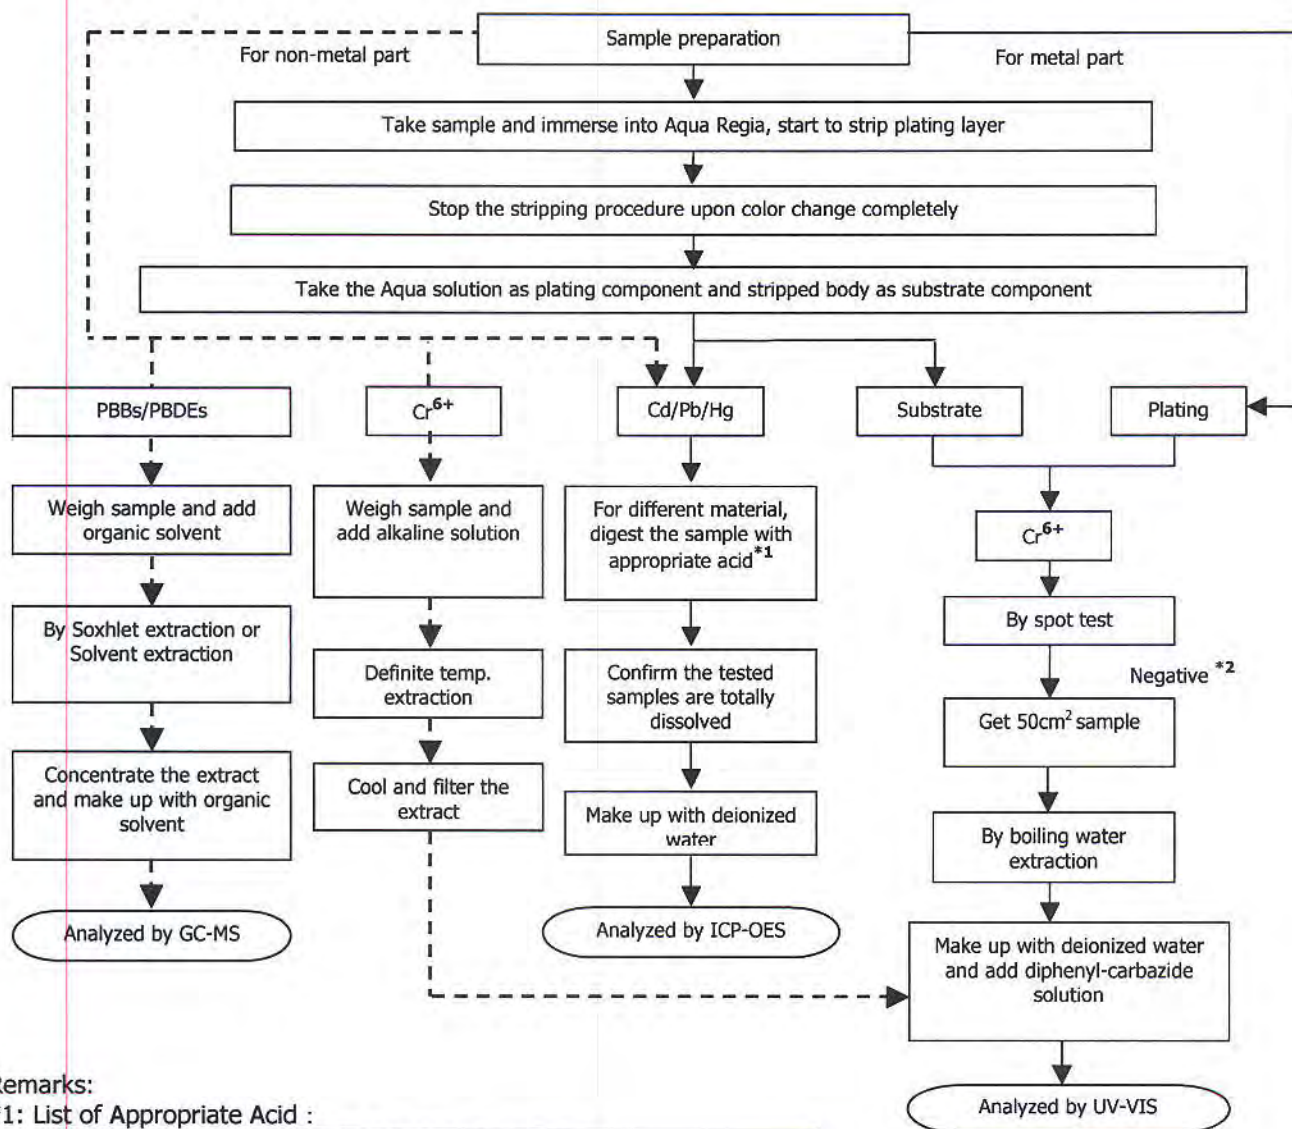 Sample preparation
For non-metal part
For metal part
Take sample and immerse into Aqua Regia, start to strip plating layer
Stop the stripping procedure upon color change completely
Take the Aqua solution as plating component and stripped body as substrate component
PBBs/PBDEs
Cr6+
Cd/Pb/Hg
Substrate
Plating
Weigh sample and add
organic solvent
Weigh sample and
add alkaline solution
For different material,
digest the sample with
appropriate acid*1
Cr6+
By Soxhlet extraction or
Solvent extraction
Definite temp.
extraction
Confirm the tested
samples are totally
dissolved
By spot test
Negative *2
Get 50cm2 sample
Concentrate the extract
and make up with organic
solvent
Cool and filter the
extract
Make up with deionized
water
By boiling water
extraction
Analyzed by GC-MS
Analyzed by ICP-OES
Make up with deionized water
and add diphenyl-carbazide
solution
Analyzed by UV-VIS
Remarks:
*1: List of Appropriate Acid :